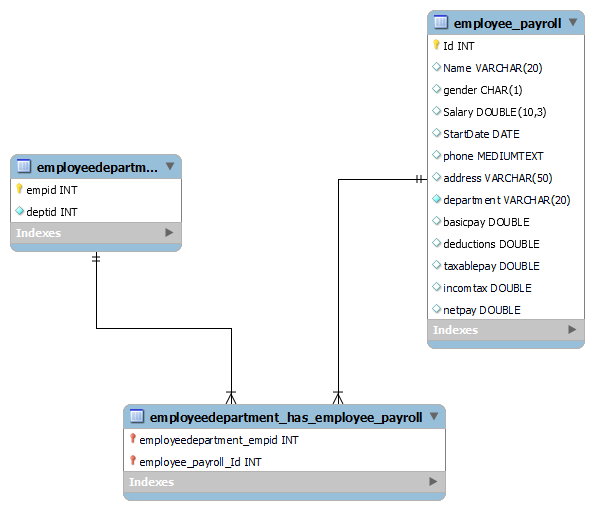 employee_payroll
Id INT
Name VARCHAR(20)
gender CHAR(1)
Salary DOUBLE(10,3)
StartDate DATE
phone MEDIUMTEXT
address VARCHAR(50)
department VARCHAR(20)
basicpay DOUBLE
deductions DOUBLE
taxablepay DOUBLE
incomtax DOUBLE
netpay DOUBLE
Indexes
employeedepartm...
empid INT
deptid INT
Indexes
employeedepartment_has_employee_payroll
employeedepartment_empid INT
employee_payroll_Id INT
Indexes